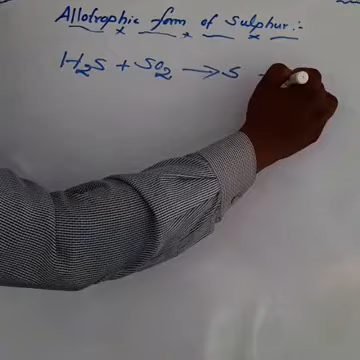 Allotrophic form of Sulphur:-
H₂S + SO₂ → S